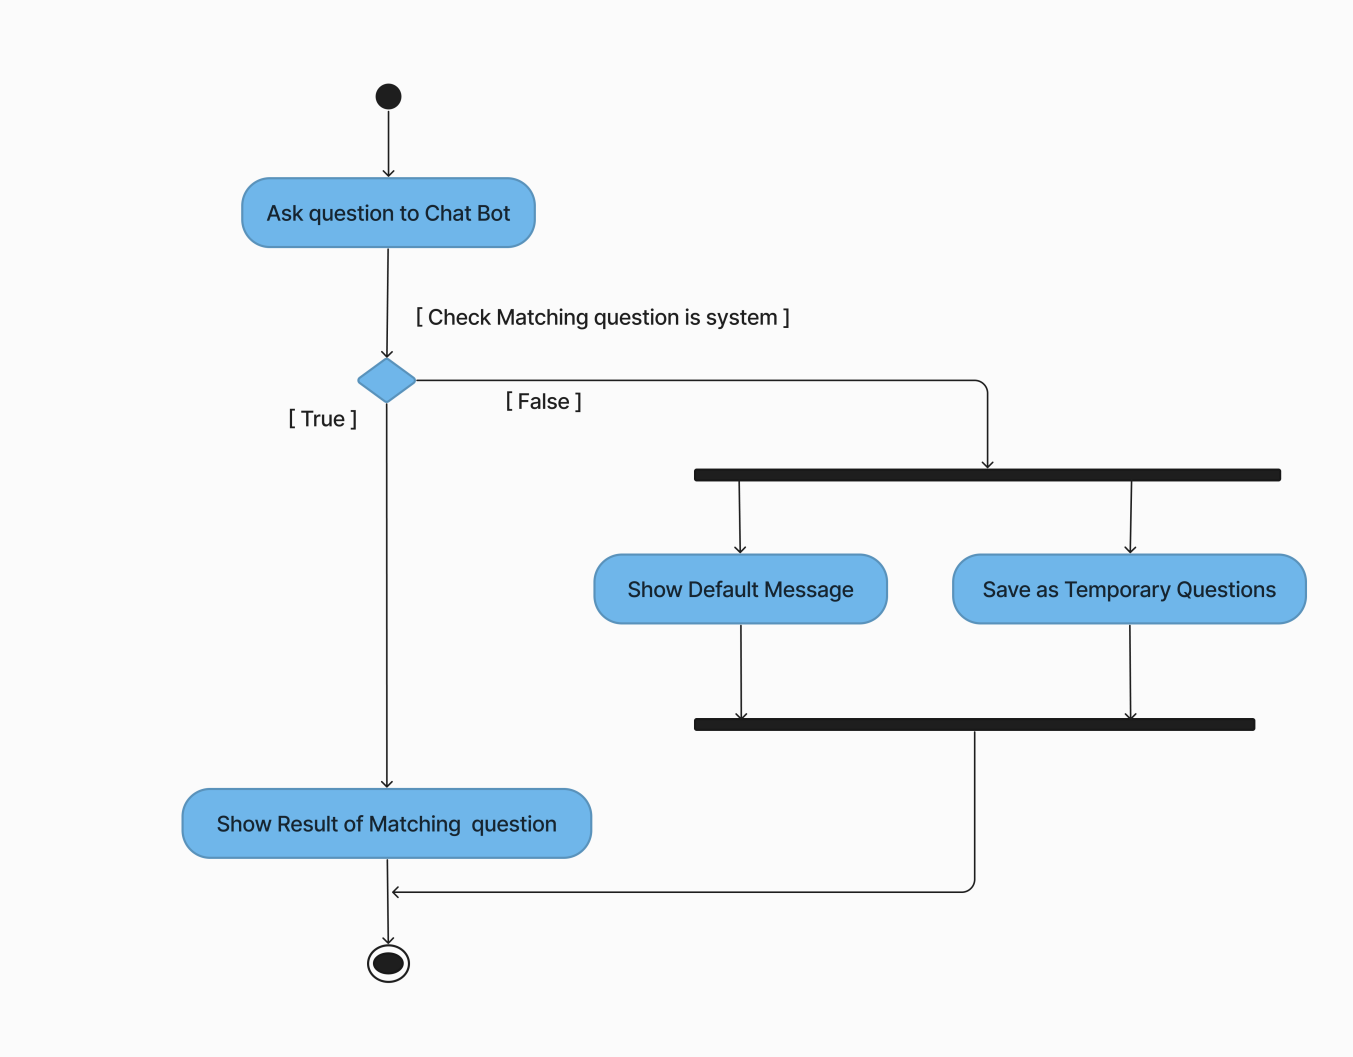 Ask question to Chat Bot
[ Check Matching question is system ]
[ False ]
[ True ]
Show Default Message
Save as Temporary Questions
Show Result of Matching  question